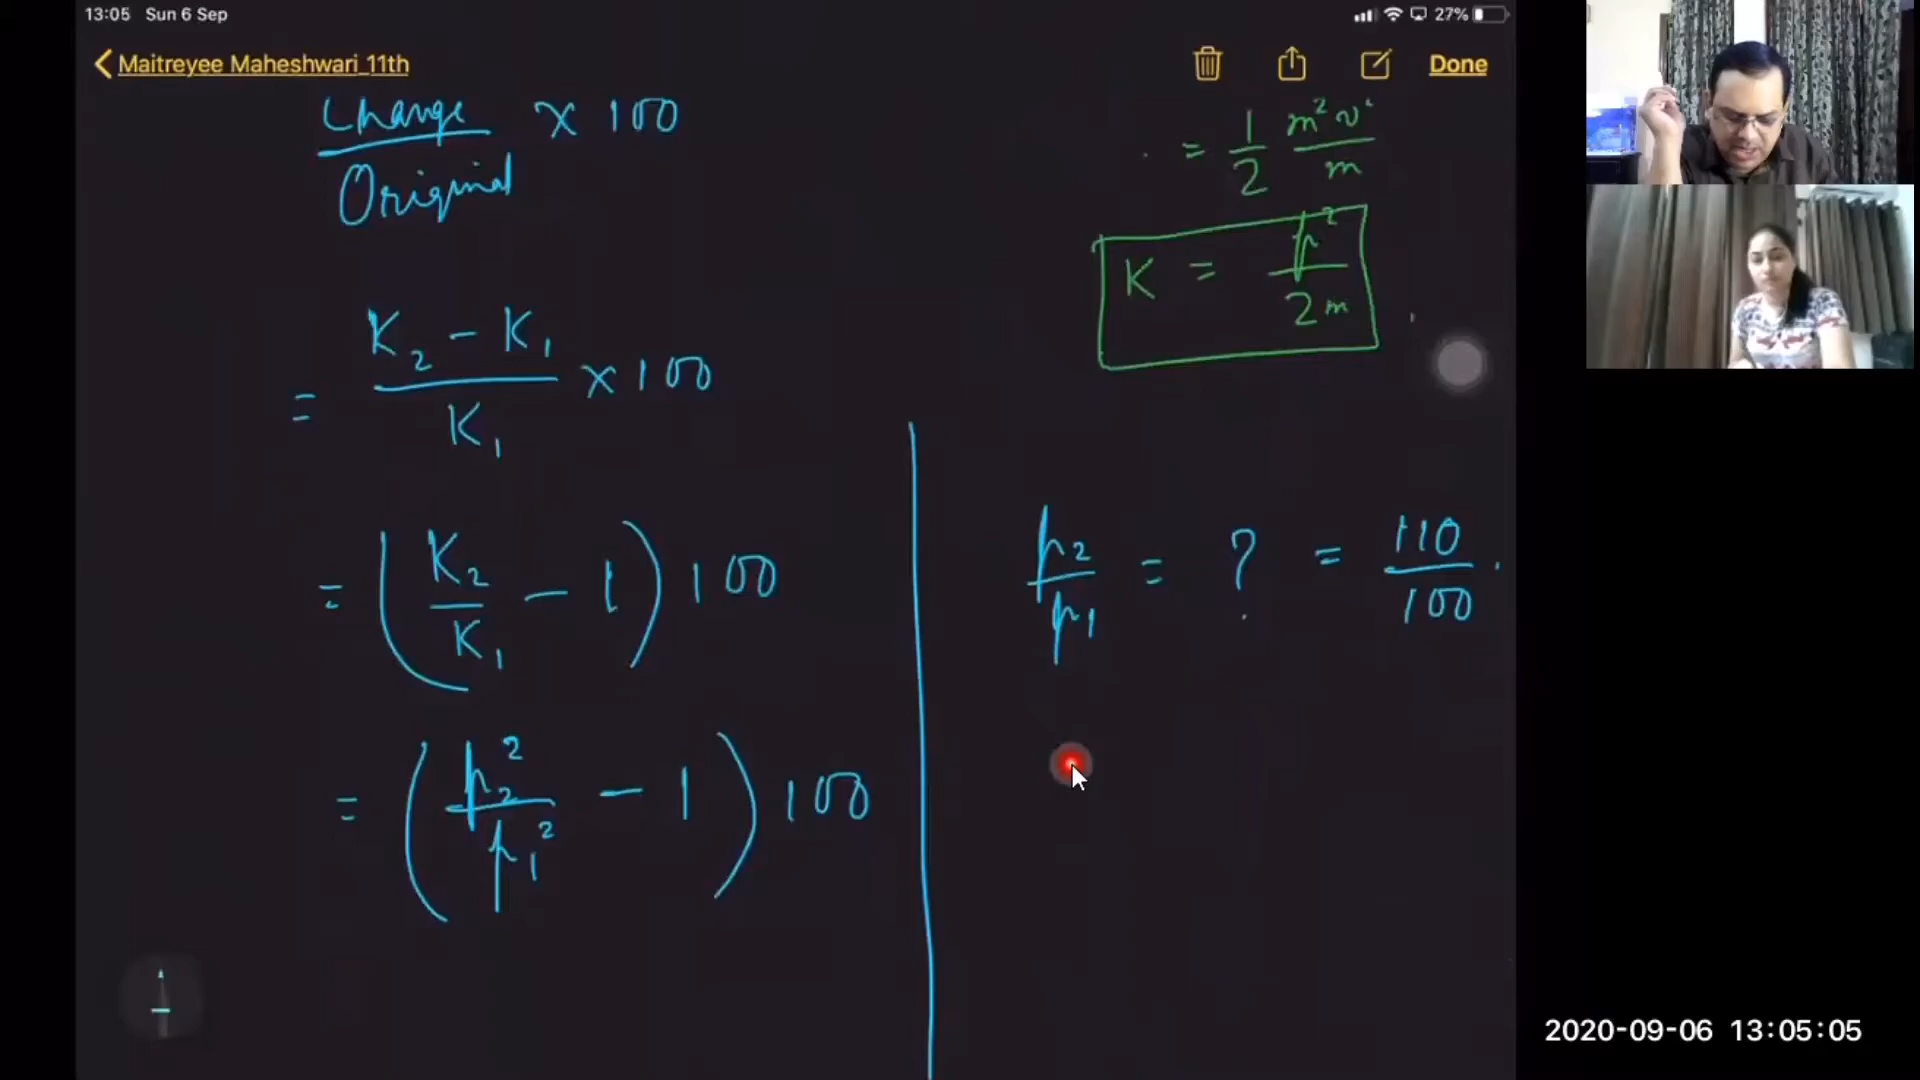 13:05 Sun 6 Sep
27%
Maitreyee Maheshwari_11th
Done
Change / Original × 100
= 1/2 m² v² / m
K = p² / 2m
= K₂ − K₁ / K₁ × 100
= (K₂ / K₁ − 1) 100
p₂ / p₁ = ? = 110 / 100
= (p₂² / p₁² − 1) 100
2020-09-06 13:05:05